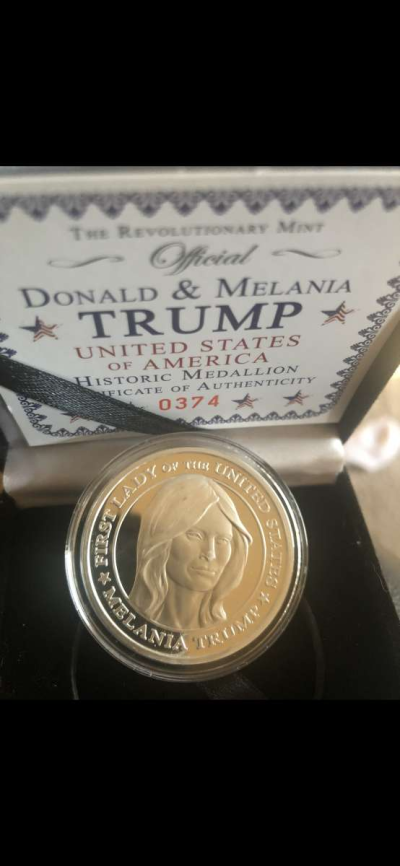 THE REVOLUTIONARY MINT
Official
DONALD & MELANIA
TRUMP
UNITED STATES
OF AMERICA
HISTORIC MEDALLION
OF AUTHENTICITY
0374
FIRST LADY OF THE UNITED STATES
MELANIA TRUMP